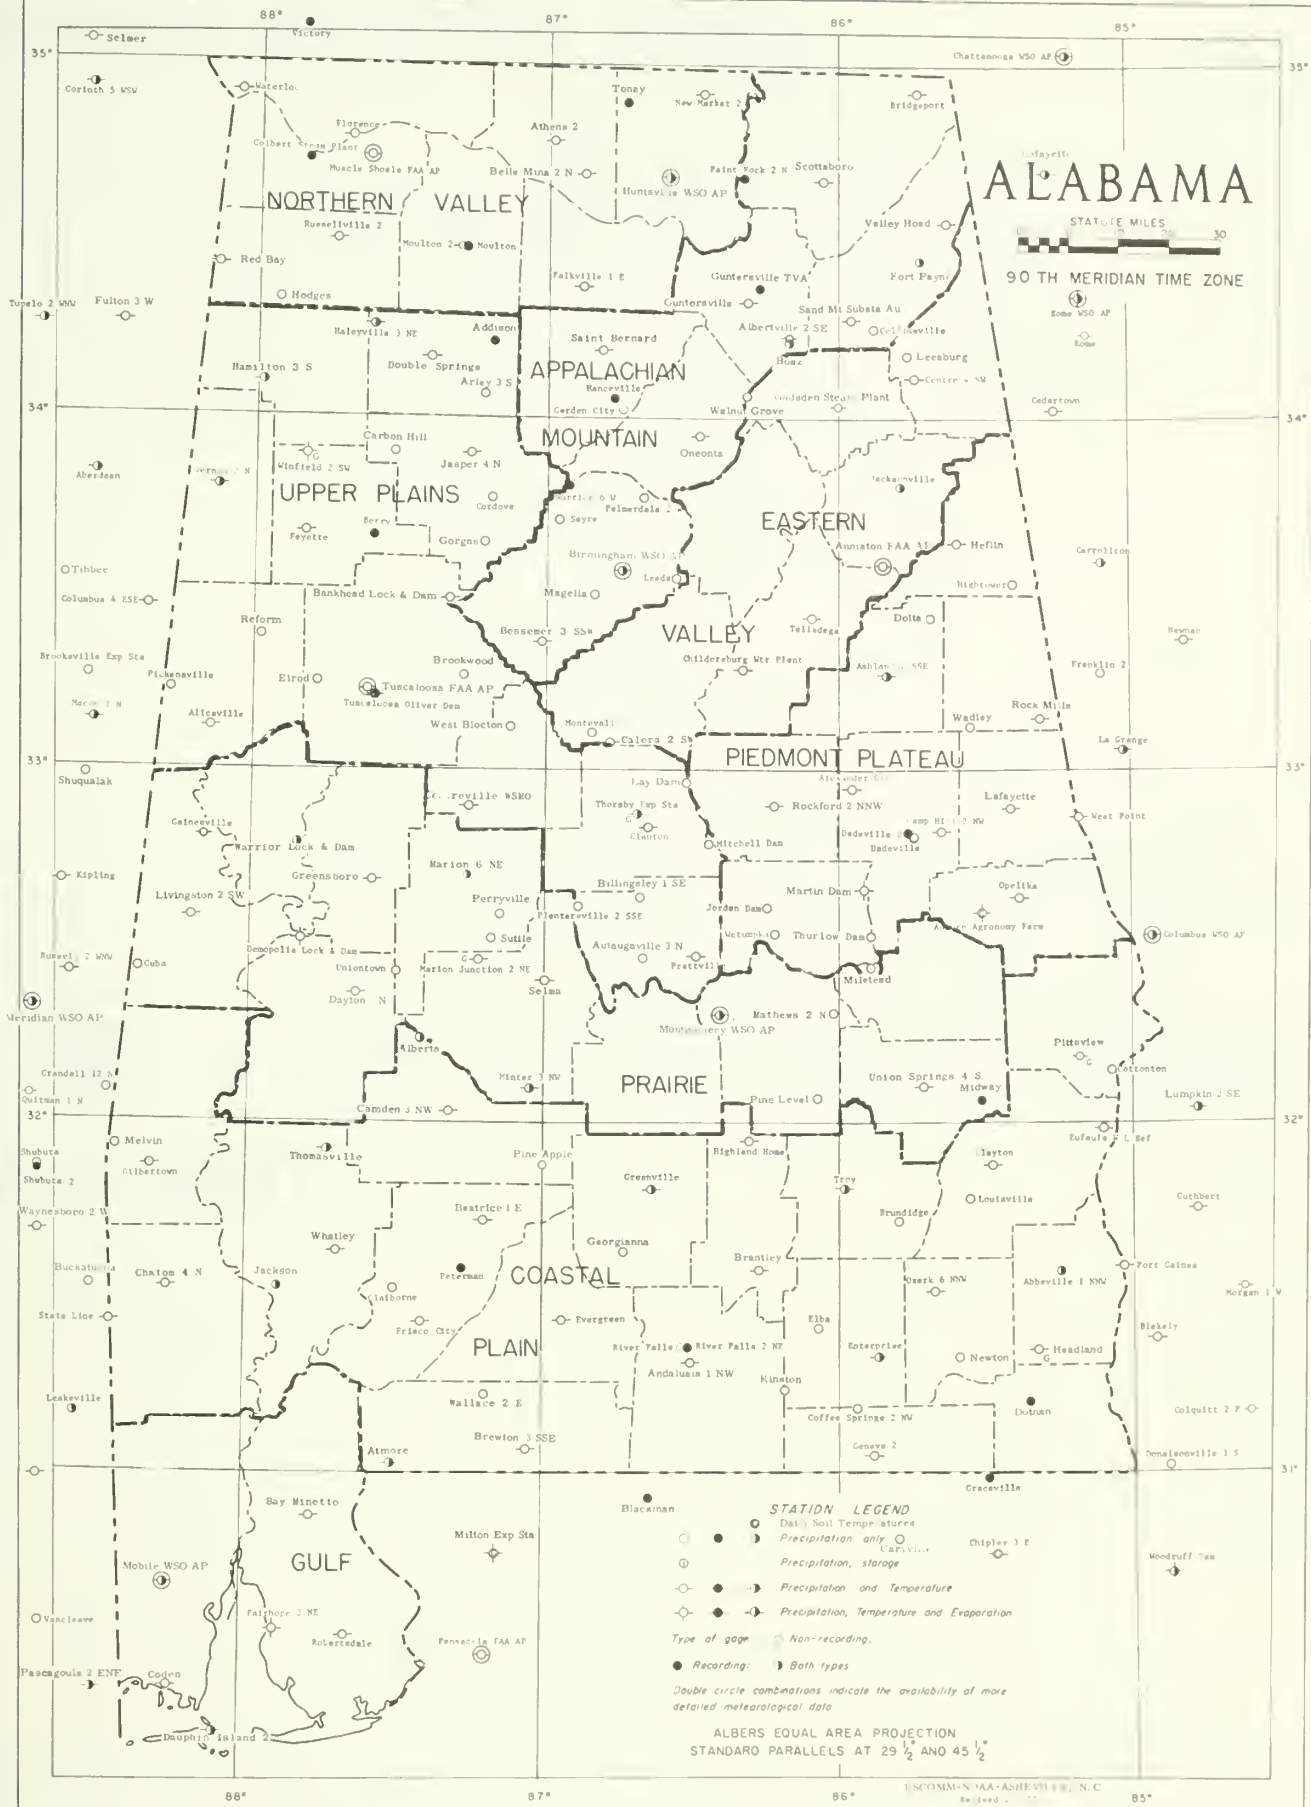 88° 87° 86° 85°
Victory
Selmer
35° 35°
Chattanooga WSO AP
Corinth 5 WSW
Tonay
New Market 2
Bridgeport
Florence
Athens 2
Colbert Steam Plant
Muscle Shoals FAA AP
Belle Mina 2 N
Paint Rock 2 N
Scottsboro
Huntsville WSO AP
ALABAMA
NORTHERN VALLEY
STATUTE MILES
30
Russellville 2
Valley Head
Moulton 2 Moulton
Red Bay
Falkville 1 E
Guntersville TVA
Fort Payne
90 TH MERIDIAN TIME ZONE
Hodges
Guntersville
Tupelo 2 WNW
Fulton 3 W
Sand Mt Substa Au
Rome WSO AP
Haleyville 3 NE
Addison
Albertville 2 SE
Rome
Saint Bernard
Double Springs
Boaz
Leesburg
Hamilton 3 S
APPALACHIAN
Arley 3 S
Hanceville
34° 34°
Garden City
Walnut Grove
Cedartown
MOUNTAIN
Carbon Hill
Oneonta
Winfield 2 SW
Jasper 4 N
Aberdeen
Jacksonville
UPPER PLAINS
Cordova
Sayre
EASTERN
Berry
Fayette
Gorgas
Anniston FAA AP
Heflin
Birmingham WSO AP
Carrollton
Tibbee
Leeds
Hightower
Columbus 4 ESE
Bankhead Lock & Dam
Magella
Reform
VALLEY
Talladega
Delta
Newnan
Bessemer 3 SSW
Brooksville Exp Sta
Brookwood
Childersburg Wtr Plant
Franklin 2
Pickensville
Elrod
Tuscaloosa FAA AP
Tuscaloosa Oliver Dam
Macon 1 N
Aliceville
West Blocton
Wadley
Rock Mills
Calera 2 SW
La Grange
33° 33°
Shuqualak
PIEDMONT PLATEAU
Lay Dam
Thorsby Exp Sta
Rockford 2 NNW
Lafayette
West Point
Gainesville
Clanton
Mitchell Dam
Dadeville
Warrior Lock & Dam
Marion 6 NE
Kipling
Greensboro
Billingsley 1 SE
Martin Dam
Opelika
Livingston 2 SW
Perryville
Plantersville 2 SSE
Jordan Dam
Demopolis Lock & Dam
Suttle
Autaugaville 3 N
Wetumpka
Thurlow Dam
Columbus WSO AP
Cuba
Uniontown
Marion Junction 2 NE
Prattville
Milstead
Dayton N
Selma
Meridian WSO AP
Montgomery WSO AP
Mathews 2 N
Alberta
Pittsview
Crandall 12 N
Minter 3 NW
PRAIRIE
Union Springs 4 S
Cottonton
Quitman 1 N
Pine Level
Midway
Lumpkin 2 SE
32° 32°
Camden 3 NW
Melvin
Highland Home
Shubuta
Gilbertown
Thomasville
Pine Apple
Clayton
Shubuta 2
Greenville
Troy
Louisville
Cuthbert
Waynesboro 2 W
Beatrice 1 E
Brundidge
Whatley
Georgiana
Brantley
Fort Gaines
Chatom 4 N
Jackson
Peterman
COASTAL
Ozark 6 NNW
Abbeville 1 NNW
Morgan 1 W
Claiborne
State Line
Frisco City
Evergreen
Elba
Blakely
PLAIN
River Falls
River Falls 2 NE
Enterprise
Newton
Headland
Andalusia 1 NW
Kinston
Leakesville
Wallace 2 E
Dothan
Coffee Springs 2 NW
Brewton 3 SSE
Geneva 2
Donalsonville 1 S
Atmore
31°
Graceville
Blackman
Bay Minette
STATION LEGEND
Daily Soil Temperatures
Precipitation only
Milton Exp Sta
Chipley 3 E
GULF
Precipitation, storage
Mobile WSO AP
Precipitation and Temperature
Vancleave
Fairhope 2 NE
Precipitation, Temperature and Evaporation
Robertsdale
Pensacola FAA AP
Type of gage Non-recording,
Pascagoula 2 ENE
Coden
Recording: Both types
Double circle combinations indicate the availability of more
detailed meteorological data
Dauphin Island 2
ALBERS EQUAL AREA PROJECTION
STANDARD PARALLELS AT 29 ½° AND 45 ½°
88° 87° 86° 85°